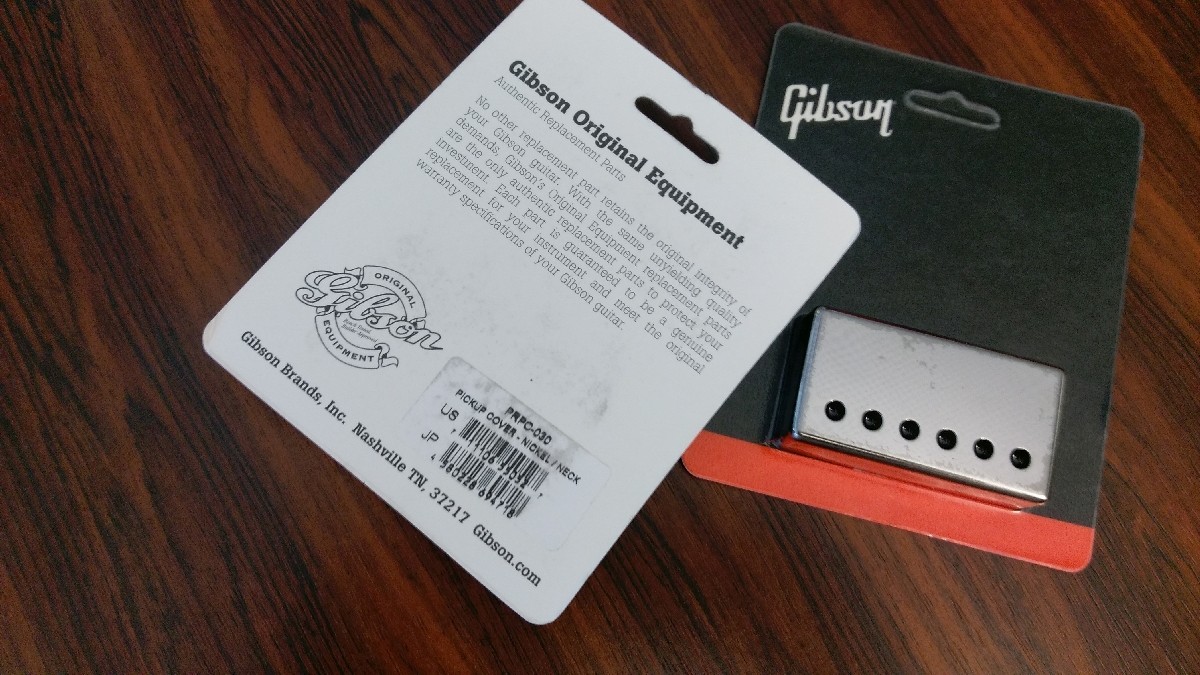 Gibson Original Equipment
Authentic Replacement Parts
No other replacement part retains the original integrity of
your Gibson guitar. With the same unyielding quality
demands, Gibson's Original Equipment replacement parts
are the only authentic replacement parts to protect your
investment. Each part is guaranteed to be a genuine
replacement for your instrument and meet the original
warranty specifications of your Gibson guitar.
ORIGINAL
Gibson
EQUIPMENT
PRPC-030
PICKUP COVER - NICKEL / NECK
US
JP
Gibson Brands, Inc. Nashville TN, 37217 Gibson.com
Gibson